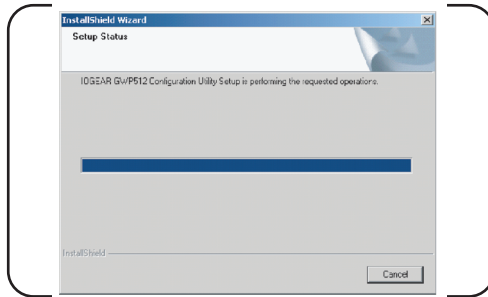 InstallShield Wizard
Setup Status
IOGEAR GWP512 Configuration Utility Setup is performing the requested operations.
InstallShield
Cancel